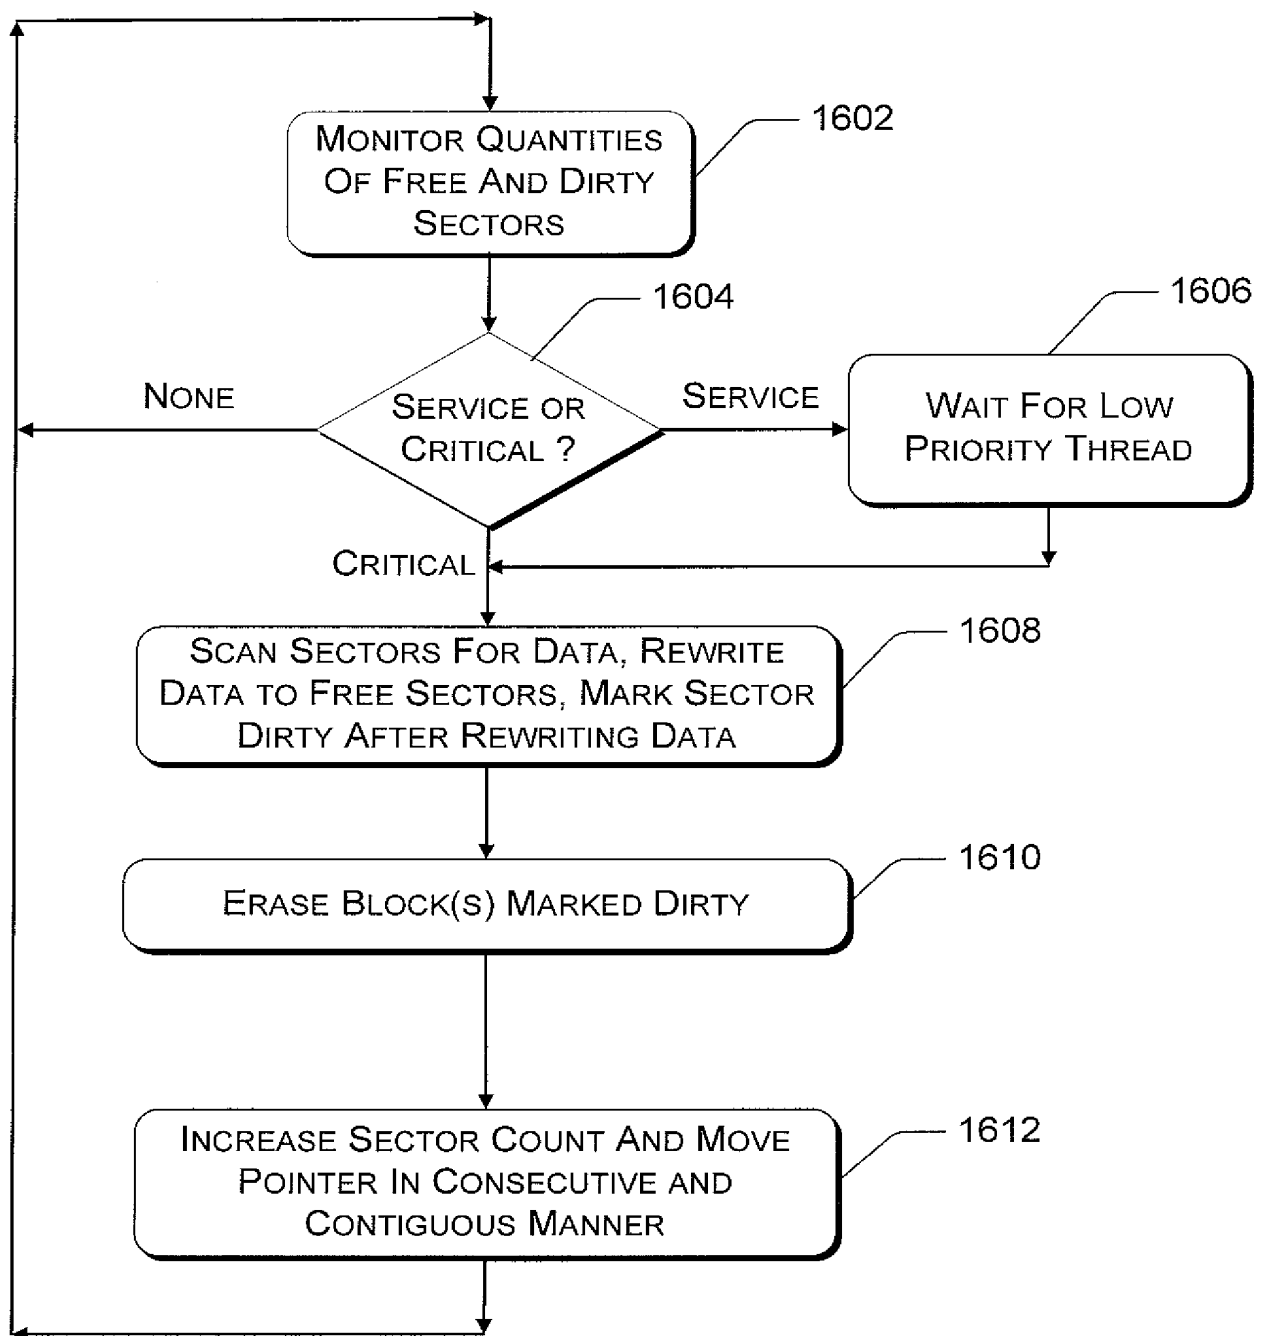 MONITOR QUANTITIES
OF FREE AND DIRTY
SECTORS
1602
1604
1606
NONE
SERVICE OR
CRITICAL ?
SERVICE
WAIT FOR LOW
PRIORITY THREAD
CRITICAL
SCAN SECTORS FOR DATA, REWRITE
DATA TO FREE SECTORS, MARK SECTOR
DIRTY AFTER REWRITING DATA
1608
ERASE BLOCK(S) MARKED DIRTY
1610
INCREASE SECTOR COUNT AND MOVE
POINTER IN CONSECUTIVE AND
CONTIGUOUS MANNER
1612